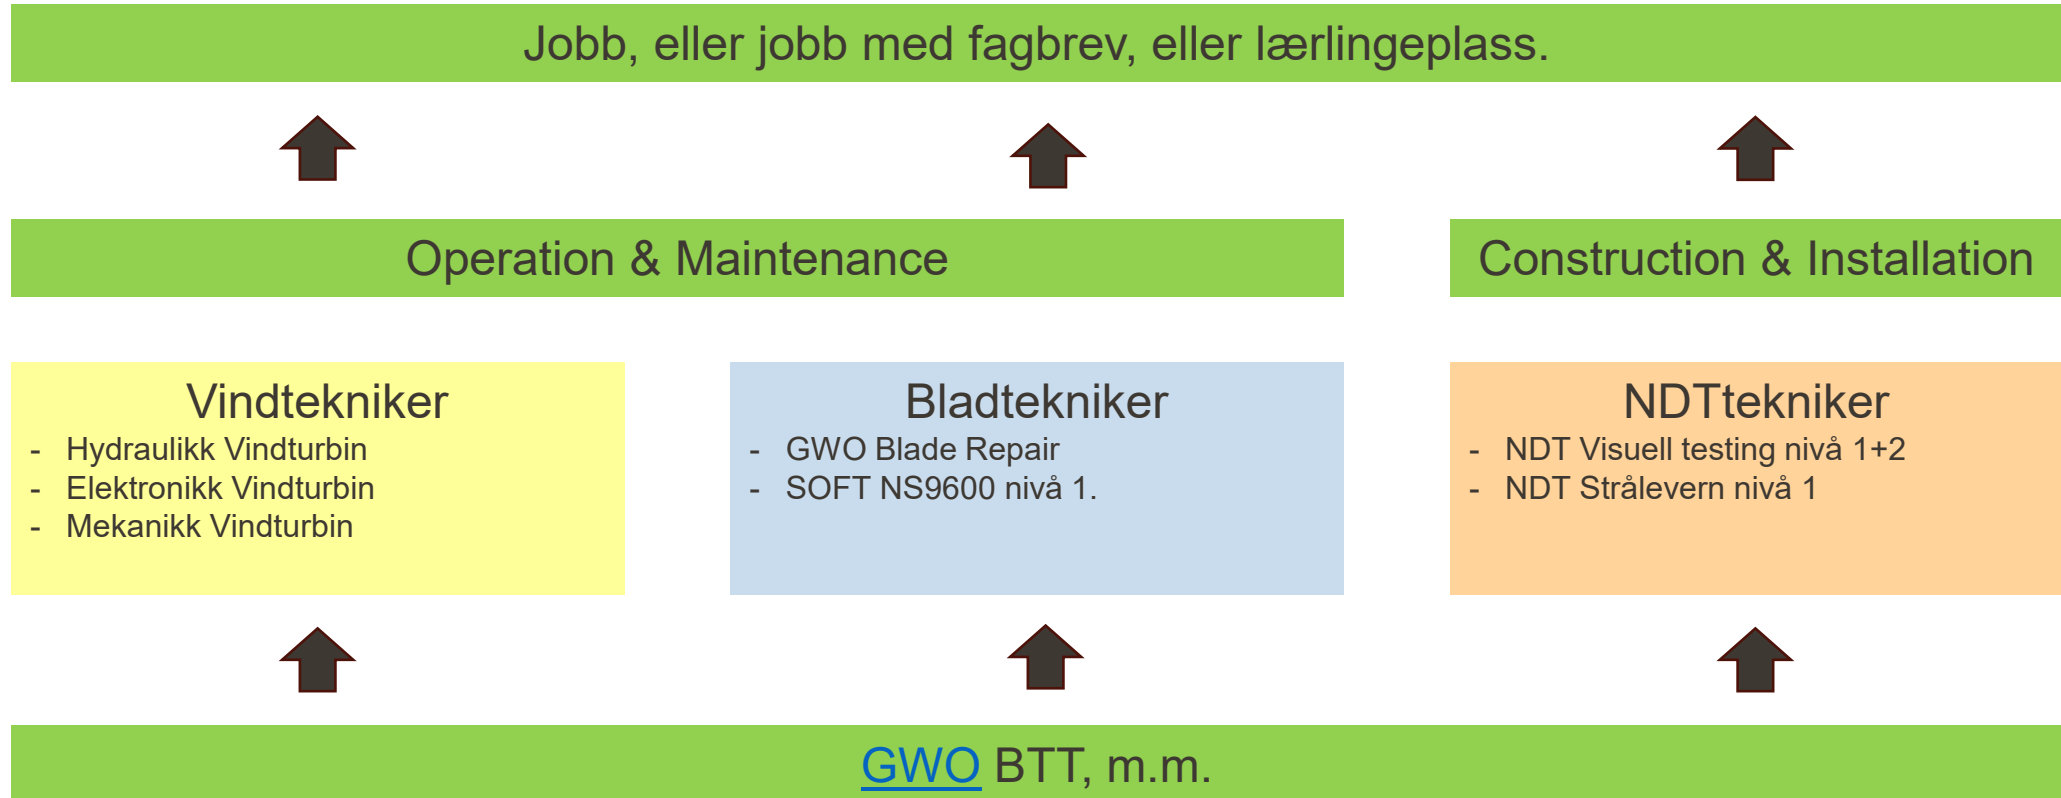 Jobb, eller jobb med fagbrev, eller lærlingeplass.
Operation & Maintenance
Construction & Installation
Vindtekniker
- Hydraulikk Vindturbin
- Elektronikk Vindturbin
- Mekanikk Vindturbin
Bladtekniker
- GWO Blade Repair
- SOFT NS9600 nivå 1.
NDTtekniker
- NDT Visuell testing nivå 1+2
- NDT Strålevern nivå 1
GWO BTT, m.m.